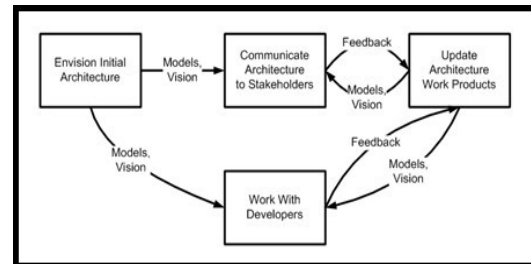 Envision Initial
Architecture
Models,
Vision
Communicate
Architecture
to Stakeholders
Feedback
Models,
Vision
Update
Architecture
Work Products
Models,
Vision
Feedback
Models,
Vision
Work With
Developers